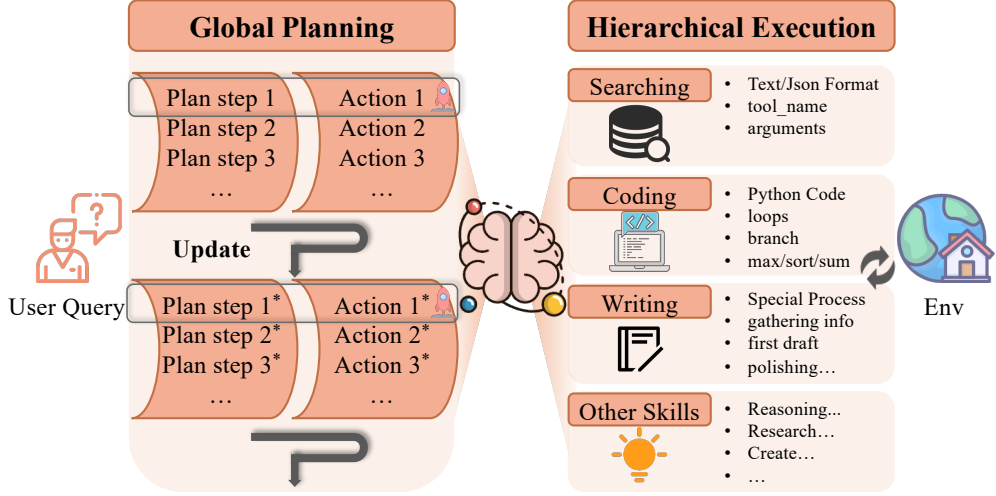 Global Planning
Plan step 1
Action 1
Plan step 2
Action 2
Plan step 3
Action 3
…
…
Update
Plan step 1*
Action 1*
Plan step 2*
Action 2*
Plan step 3*
Action 3*
…
…
User Query
Hierarchical Execution
Searching
• Text/Json Format
• tool_name
• arguments
Coding
</>
• Python Code
• loops
• branch
• max/sort/sum
Writing
• Special Process
• gathering info
• first draft
• polishing…
Other Skills
• Reasoning...
• Research…
• Create…
• …
Env